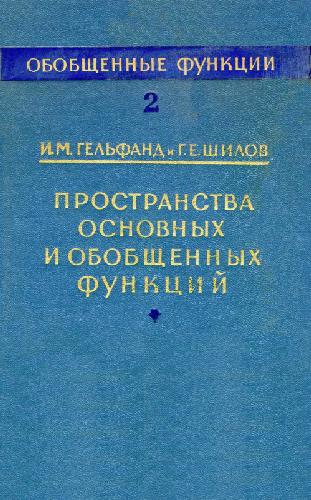 ОБОБЩЕННЫЕ ФУНКЦИИ
2
И.М.ГЕЛЬФАНД и Г.Е.ШИЛОВ
ПРОСТРАНСТВА
ОСНОВНЫХ
И ОБОБЩЕННЫХ
ФУНКЦИЙ